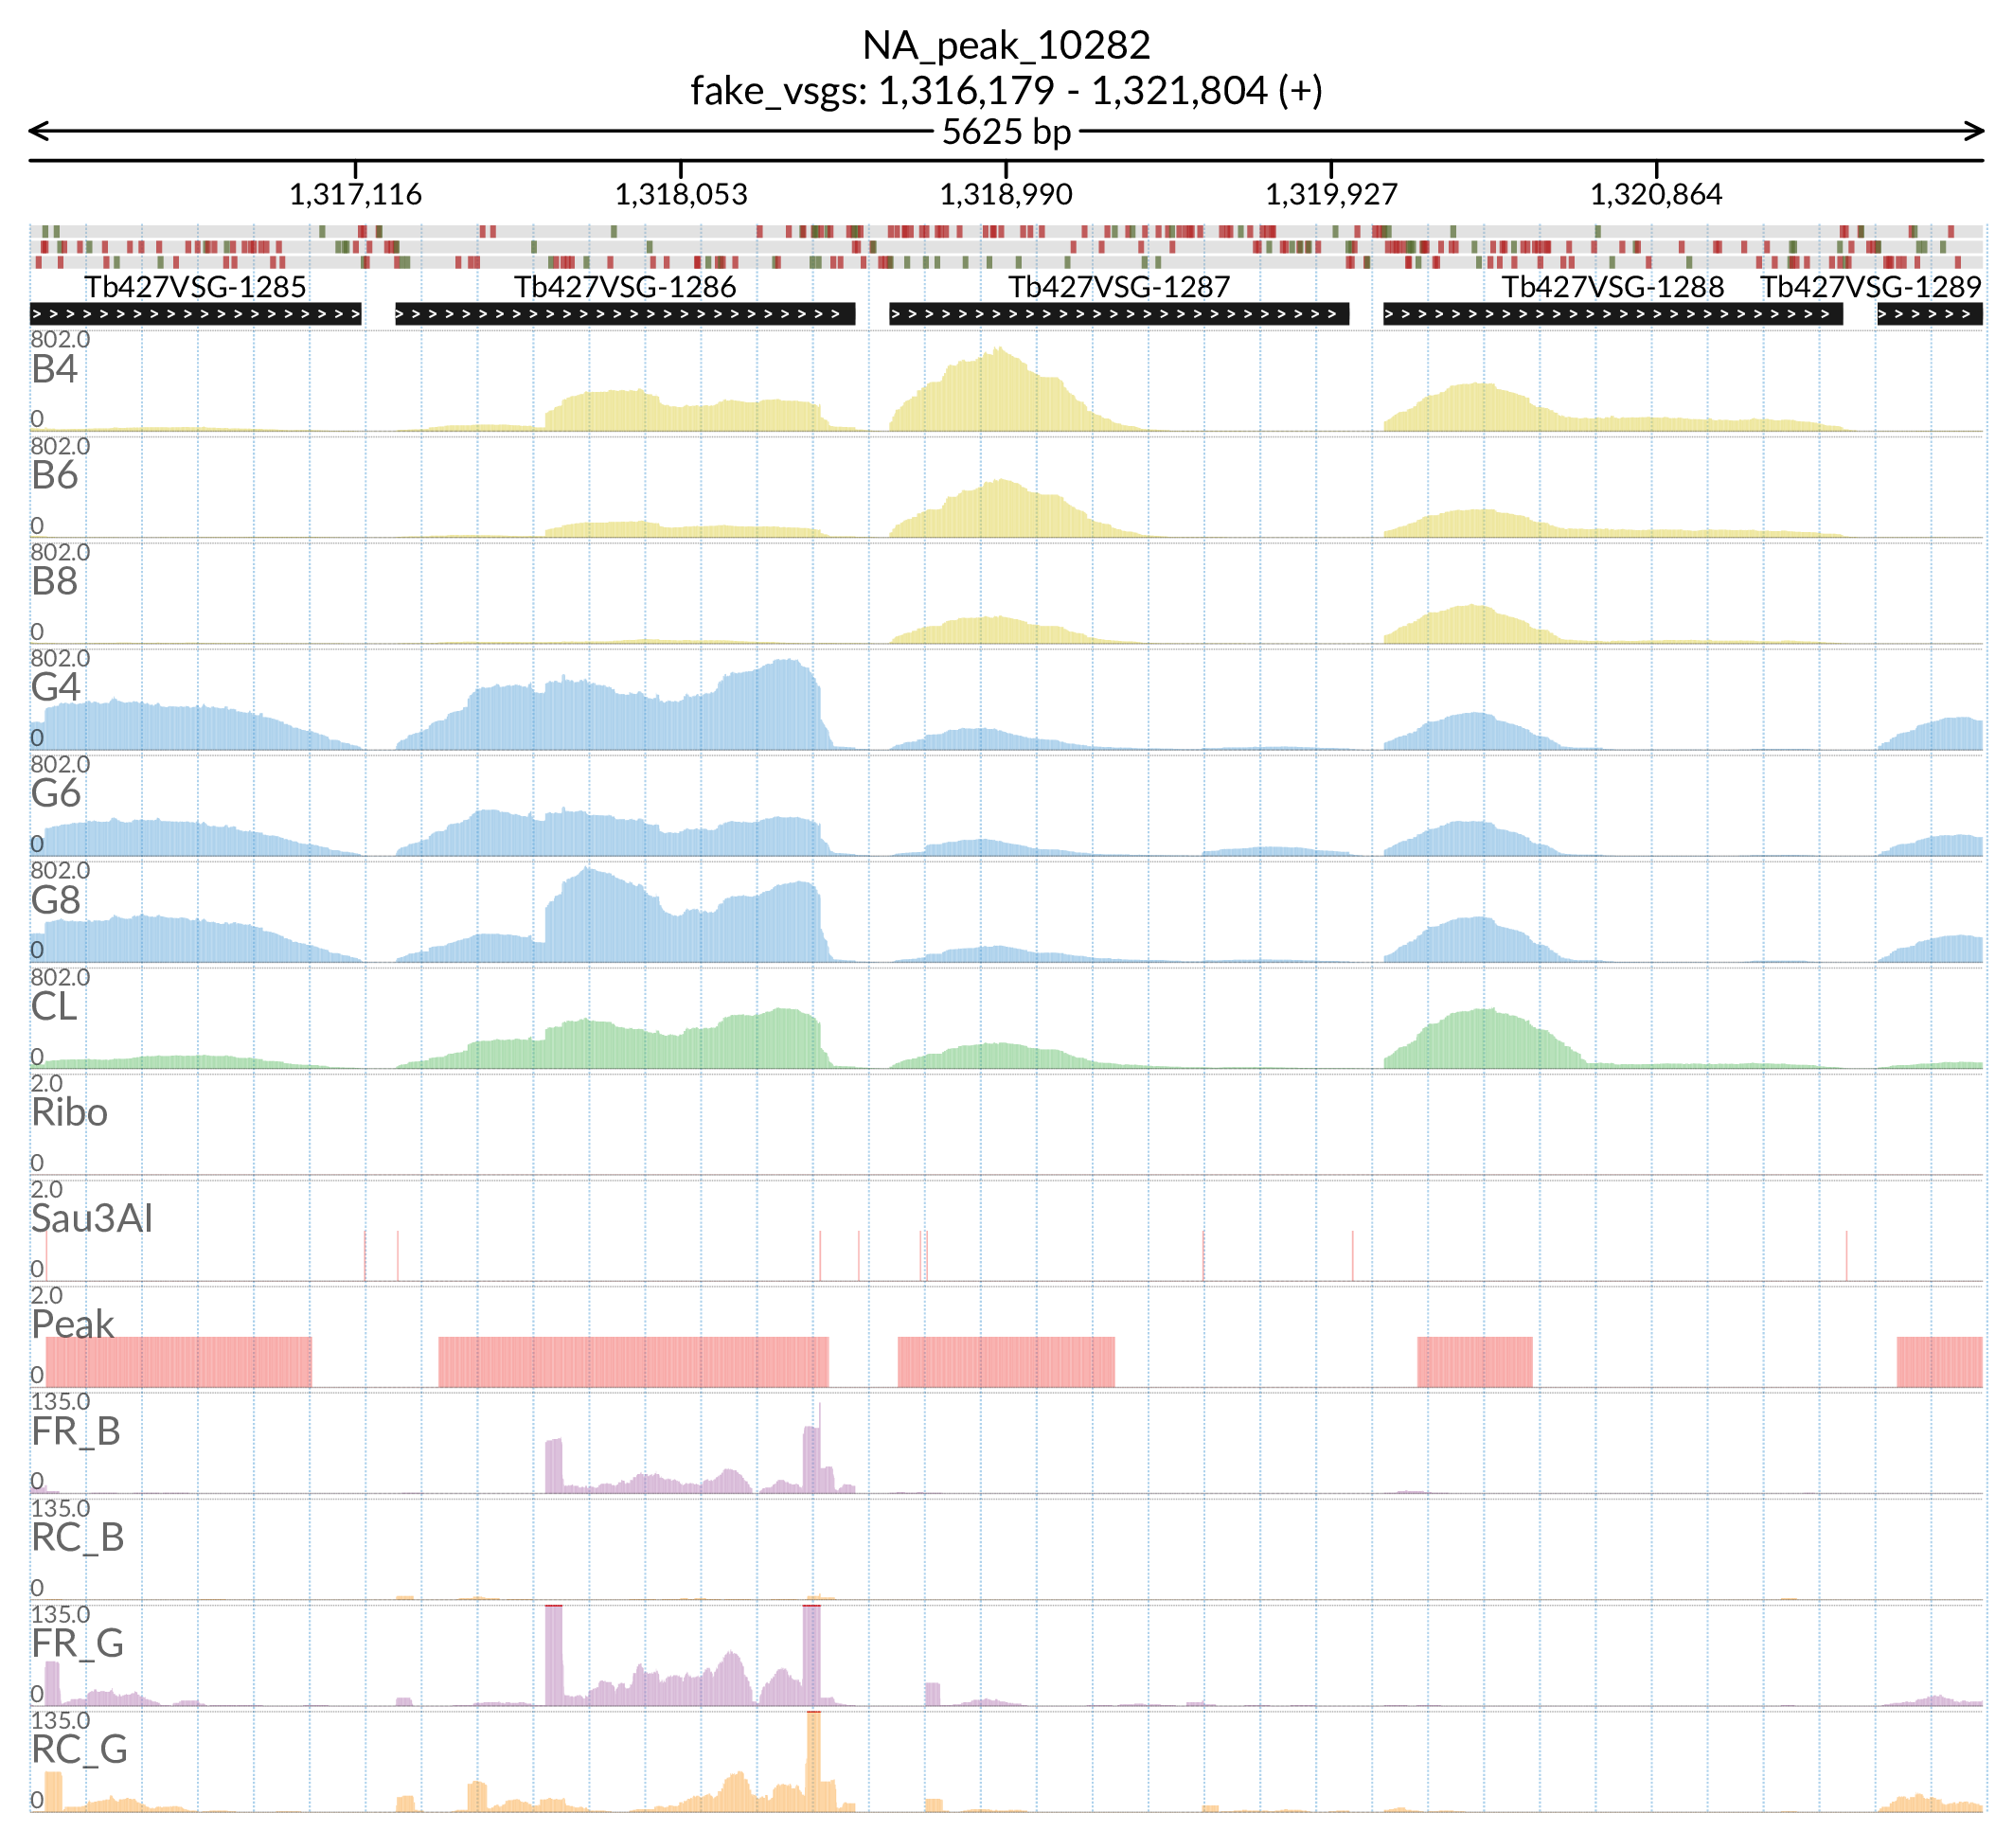 NA_peak_10282
fake_vsgs: 1,316,179 - 1,321,804 (+)
5625 bp
1,317,116 1,318,053 1,318,990 1,319,927 1,320,864
Tb427VSG-1285 Tb427VSG-1286 Tb427VSG-1287 Tb427VSG-1288 Tb427VSG-1289
802.0
B4
0
802.0
B6
0
802.0
B8
0
802.0
G4
0
802.0
G6
0
802.0
G8
0
802.0
CL
0
2.0
Ribo
0
2.0
Sau3AI
0
2.0
Peak
0
135.0
FR_B
0
135.0
RC_B
0
135.0
FR_G
0
135.0
RC_G
0